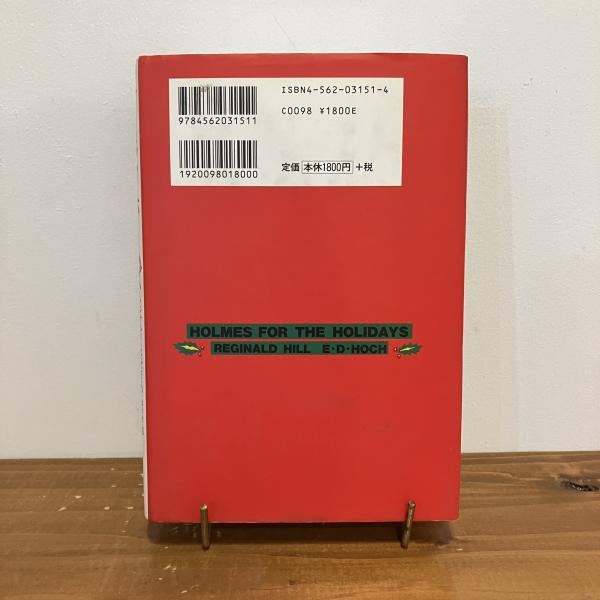 ISBN4-562-03151-4
C0098 ¥1800E
9784562031511
1920098018000
定価 本体1800円 +税
HOLMES FOR THE HOLIDAYS
REGINALD HILL E・D・HOCH